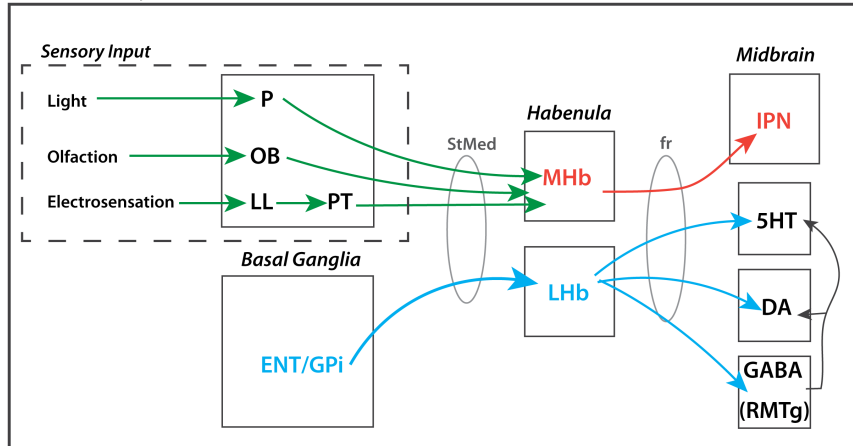 Sensory Input
Light
P
Olfaction
OB
Electrosensation
LL
PT
StMed
Habenula
MHb
LHb
fr
Midbrain
IPN
5HT
DA
GABA
(RMTg)
Basal Ganglia
ENT/GPi